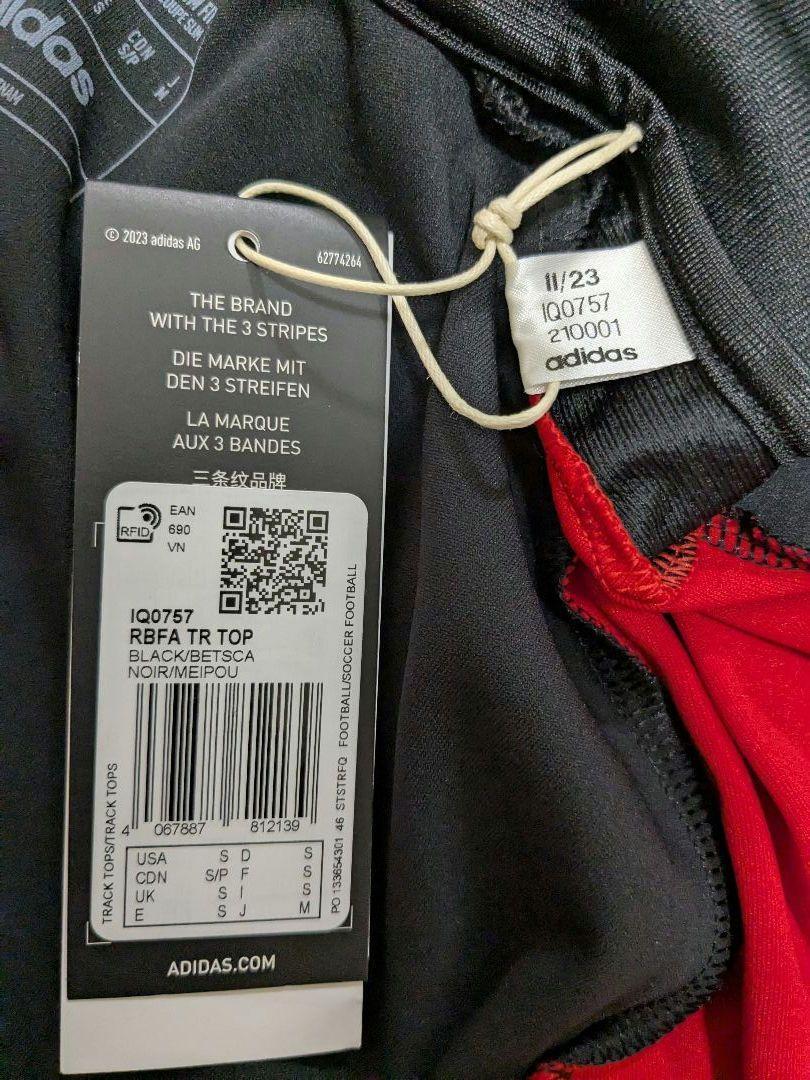 adidas
COUPE SLIM
CDN
S/P
J
M
© 2023 adidas AG
62774264
THE BRAND
WITH THE 3 STRIPES
DIE MARKE MIT
DEN 3 STREIFEN
LA MARQUE
AUX 3 BANDES
三条纹品牌
11/23
IQ0757
210001
adidas
RFID
EAN
690
VN
IQ0757
RBFA TR TOP
BLACK/BETSCA
NOIR/MEIPOU
4 067887 812139
USA S D S
CDN S/P F S
UK S I S
E S J M
TRACK TOPS/TRACK TOPS
PO 133654301 46 STSTRFQ FOOTBALL/SOCCER FOOTBALL
ADIDAS.COM